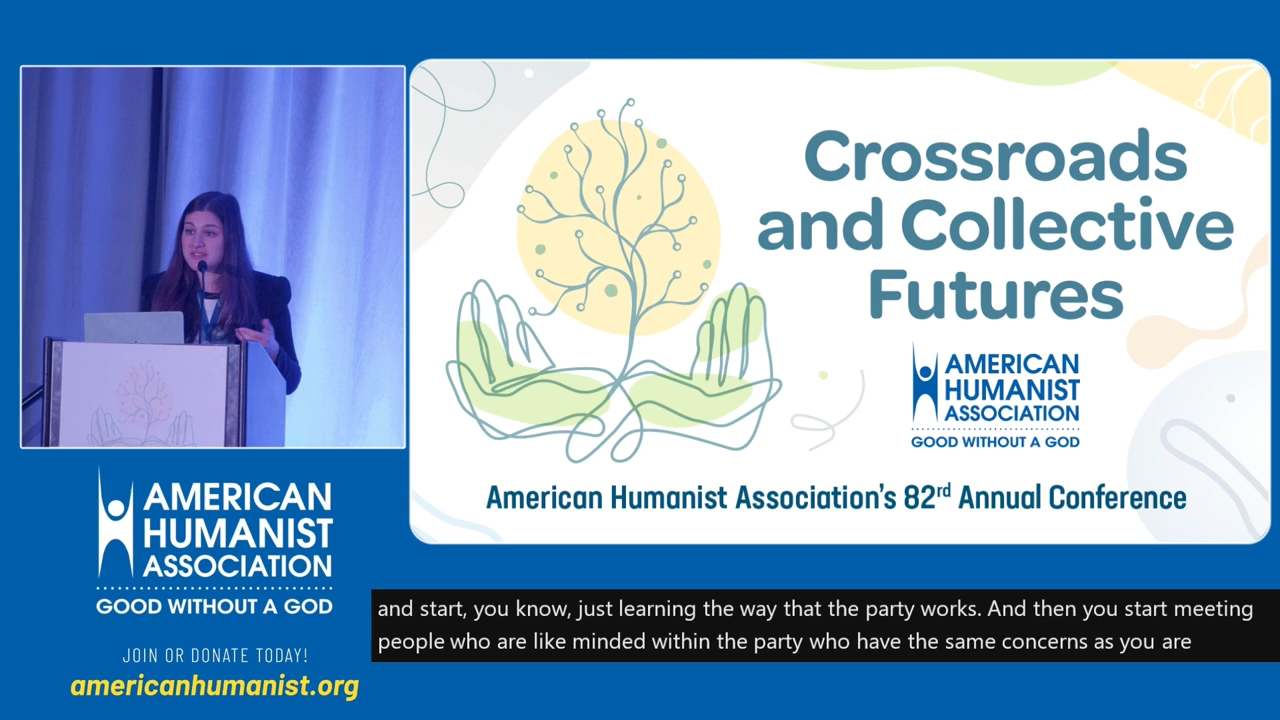 Crossroads
and Collective
Futures
AMERICAN
HUMANIST
ASSOCIATION
GOOD WITHOUT A GOD
American Humanist Association's 82rd Annual Conference
AMERICAN
HUMANIST
ASSOCIATION
GOOD WITHOUT A GOD
JOIN OR DONATE TODAY!
americanhumanist.org
and start, you know, just learning the way that the party works. And then you start meeting
people who are like minded within the party who have the same concerns as you are